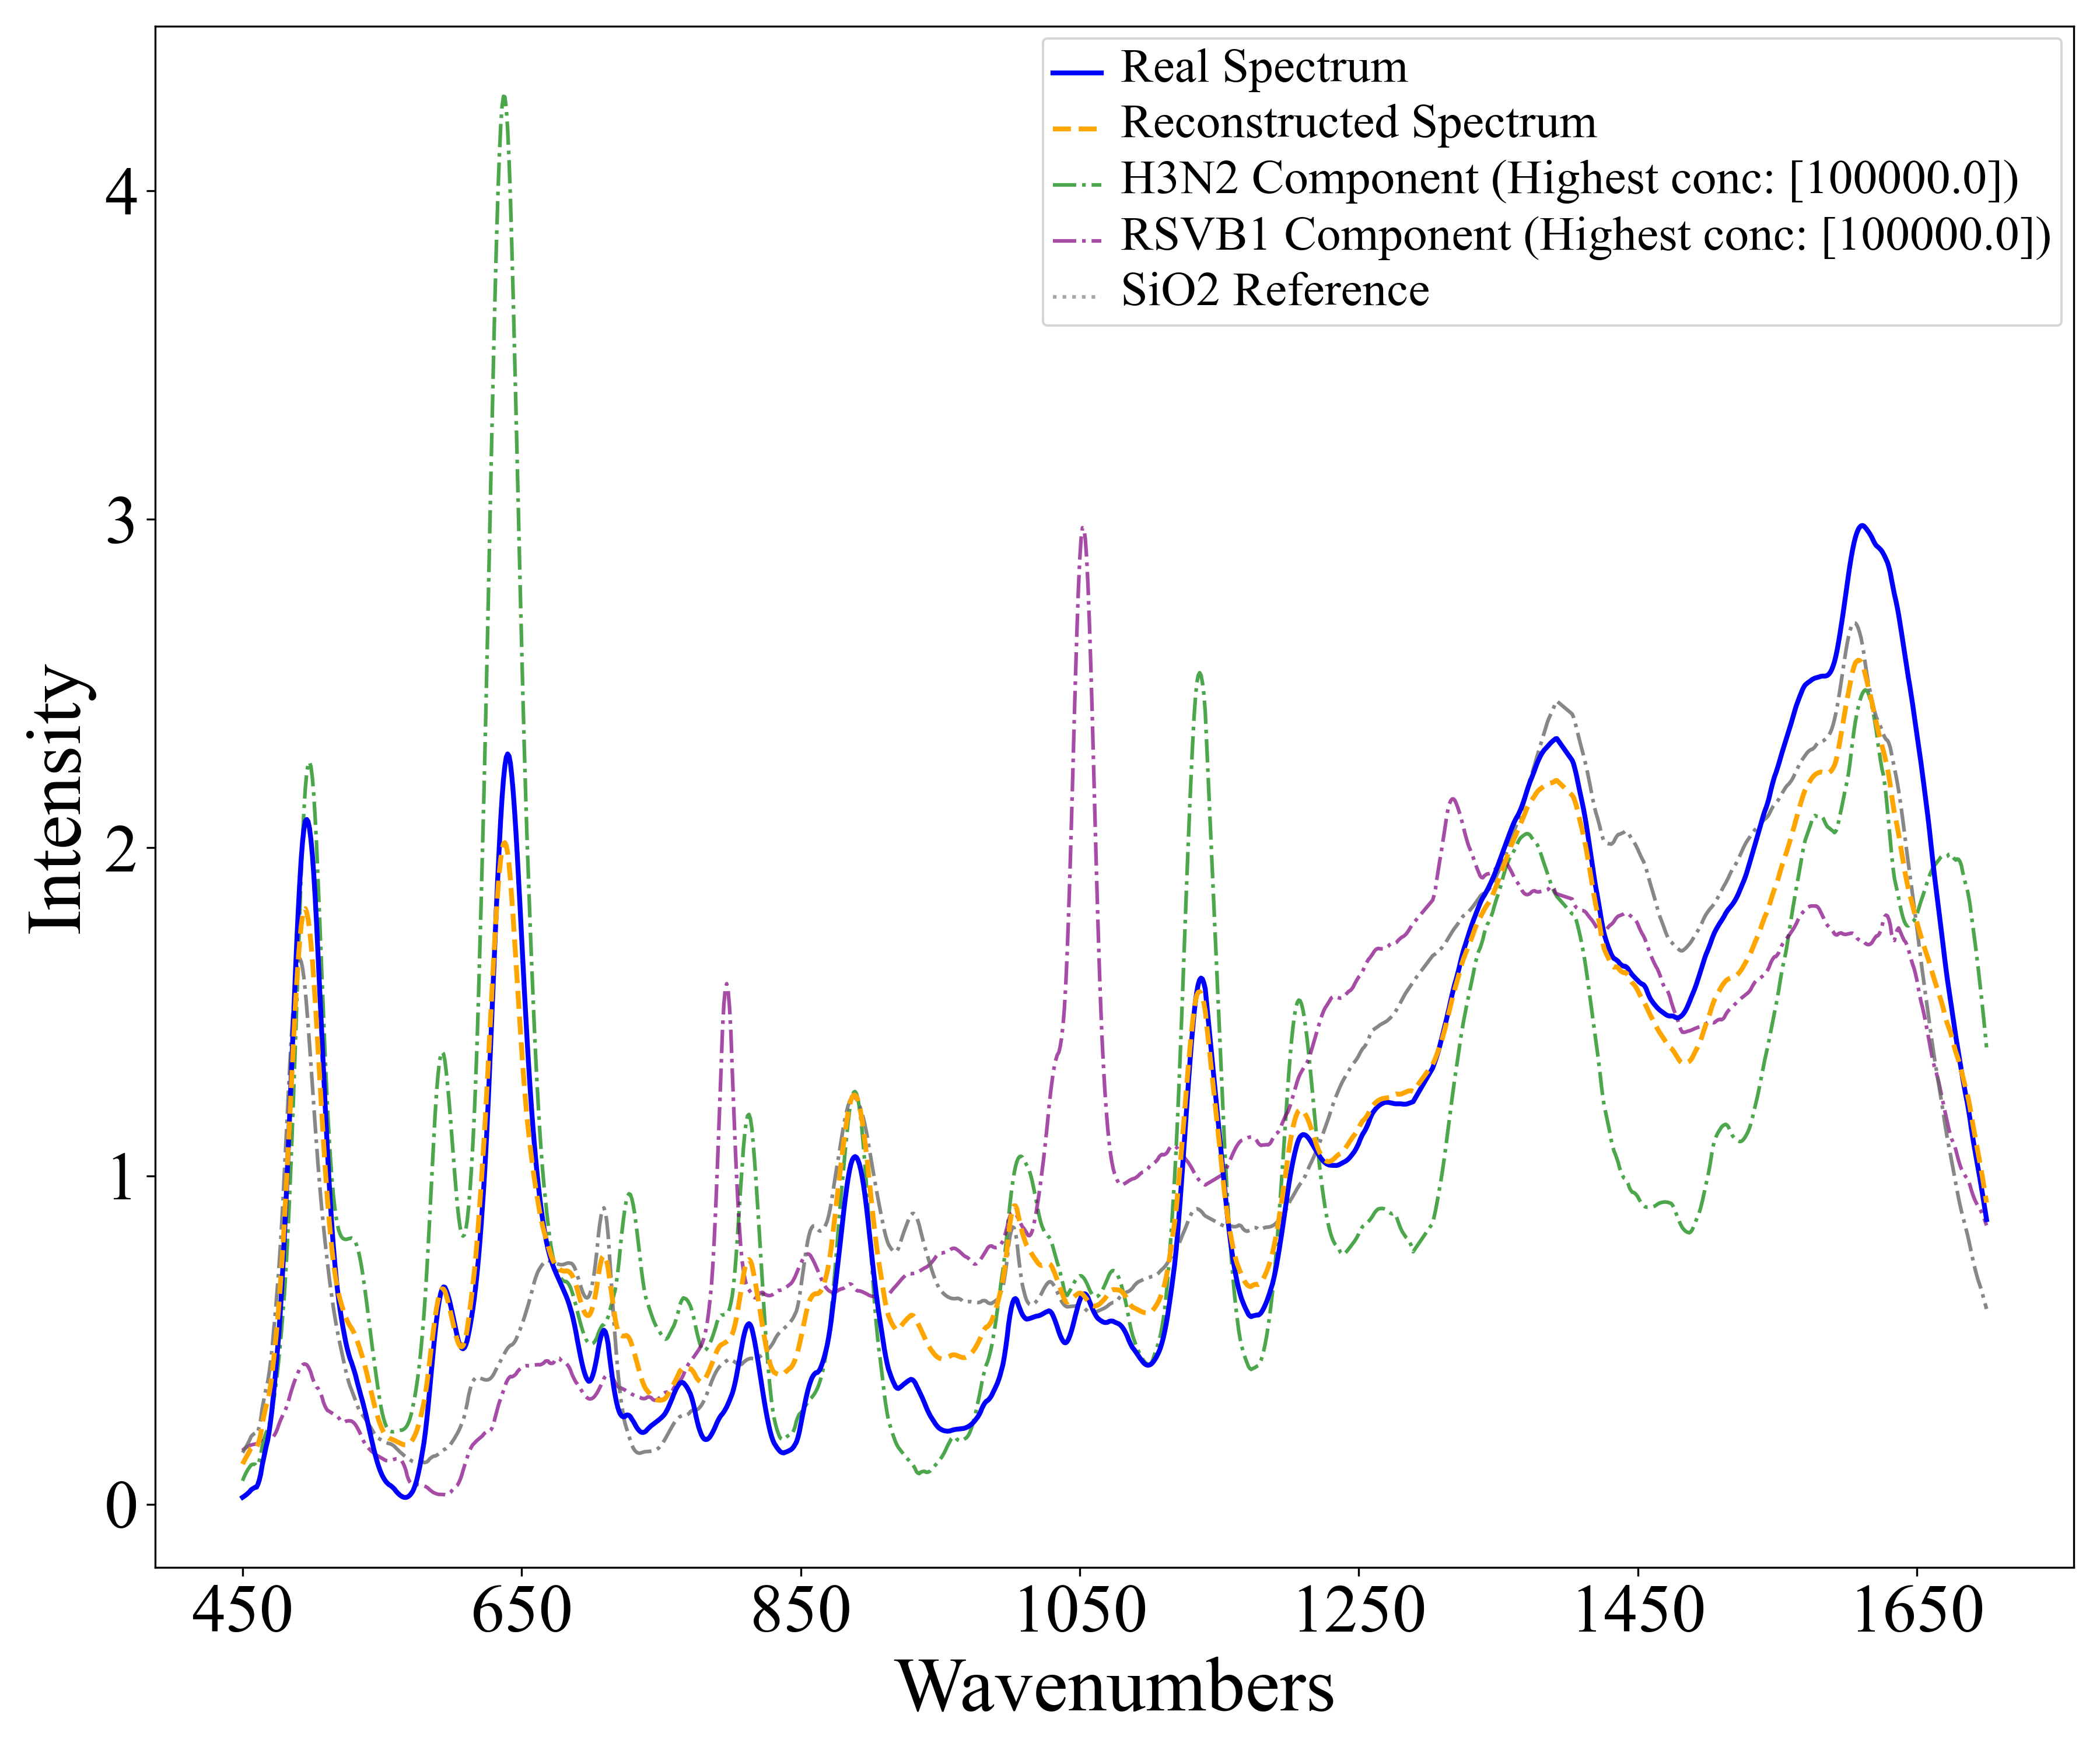 Real Spectrum
Reconstructed Spectrum
H3N2 Component (Highest conc: [100000.0])
RSVB1 Component (Highest conc: [100000.0])
SiO2 Reference
Intensity
4
3
2
1
0
450 650 850 1050 1250 1450 1650
Wavenumbers